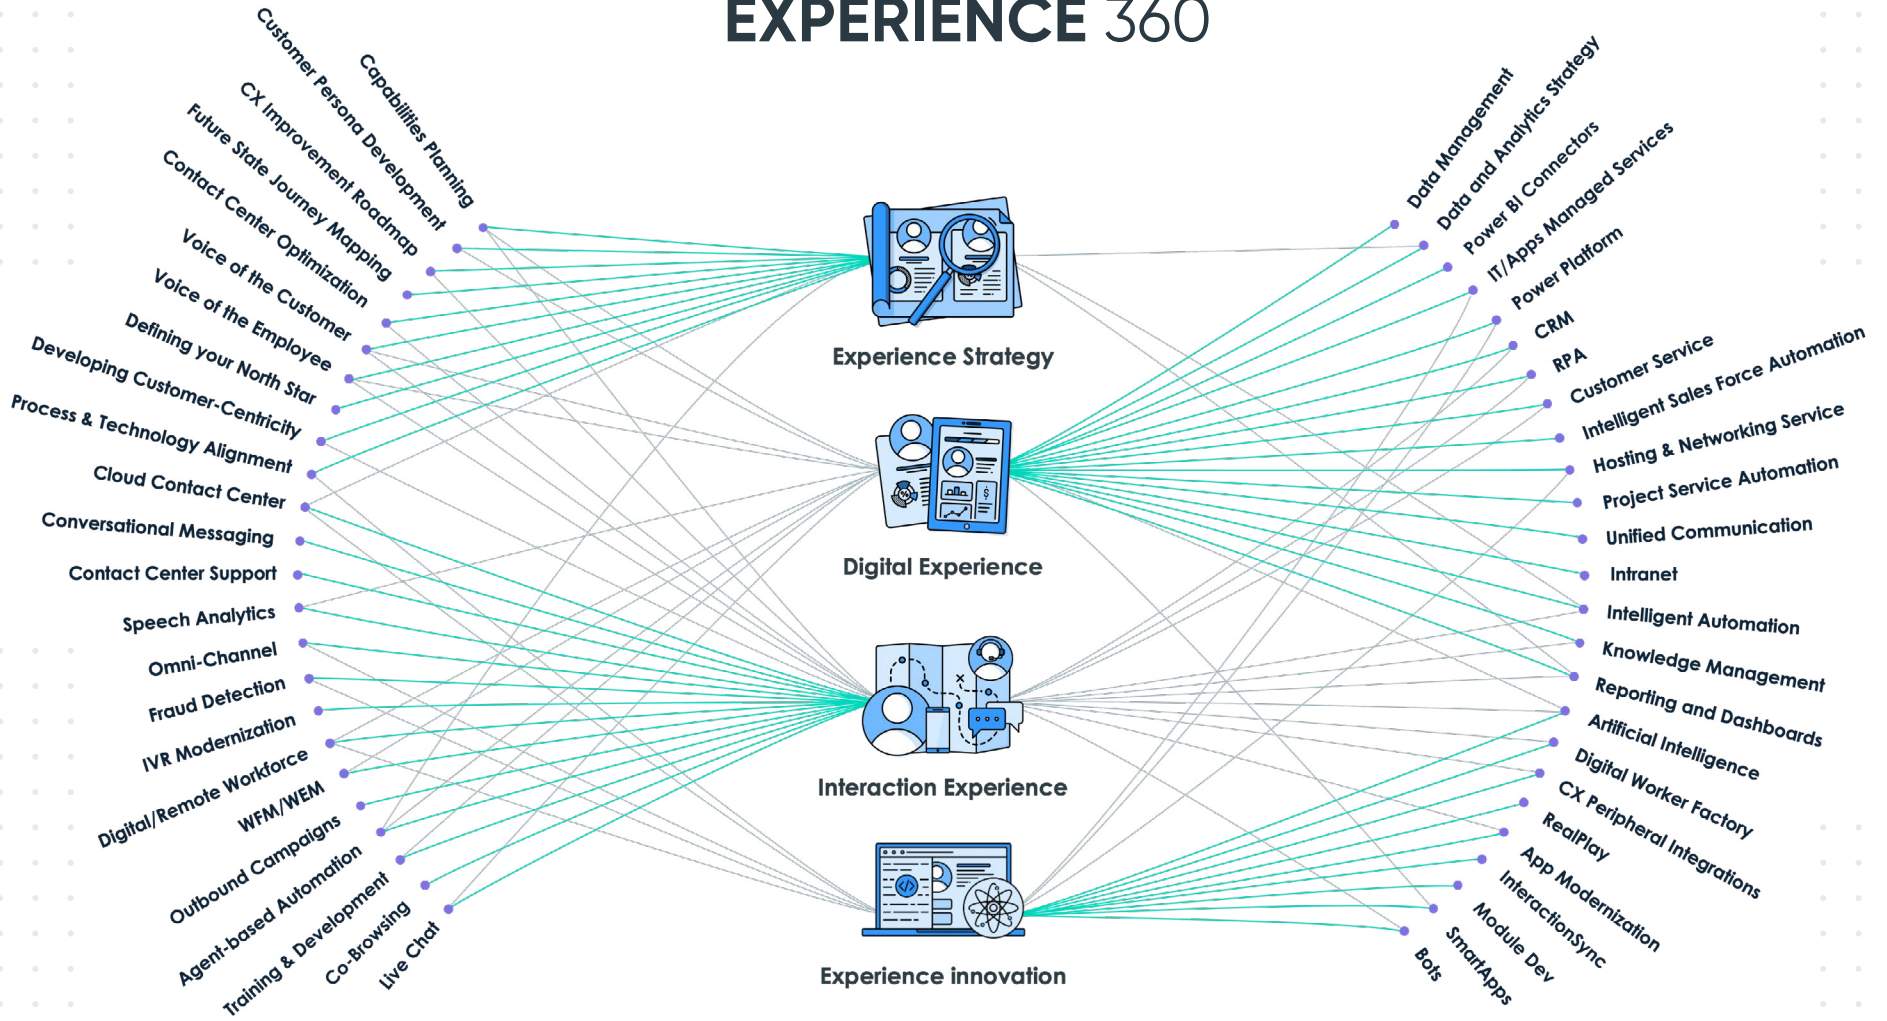 EXPERIENCE 360
Capabilities Planning
Customer Persona Development
CX Improvement Roadmap
Future State Journey Mapping
Contact Center Optimization
Voice of the Customer
Voice of the Employee
Defining your North Star
Developing Customer-Centricity
Process & Technology Alignment
Cloud Contact Center
Conversational Messaging
Contact Center Support
Speech Analytics
Omni-Channel
Fraud Detection
IVR Modernization
Digital/Remote Workforce
WFM/WEM
Outbound Campaigns
Agent-based Automation
Training & Development
Co-Browsing
Live Chat
Experience Strategy
%
$
Digital Experience
Interaction Experience
</>
Experience innovation
Data Management
Data and Analytics Strategy
Power BI Connectors
IT/Apps Managed Services
Power Platform
CRM
RPA
Customer Service
Intelligent Sales Force Automation
Hosting & Networking Service
Project Service Automation
Unified Communication
Intranet
Intelligent Automation
Knowledge Management
Reporting and Dashboards
Artificial Intelligence
Digital Worker Factory
CX Peripheral Integrations
RealPlay
App Modernization
InteractionSync
Module Dev
SmartApps
Bots